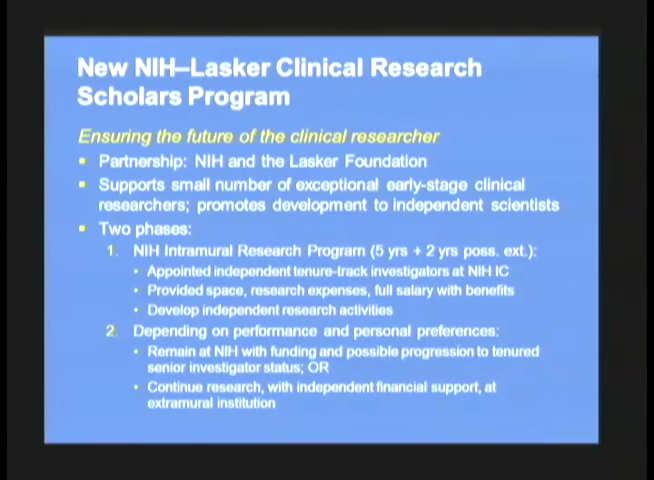 New NIH–Lasker Clinical Research
Scholars Program
Ensuring the future of the clinical researcher
▪ Partnership: NIH and the Lasker Foundation
▪ Supports small number of exceptional early-stage clinical
researchers; promotes development to independent scientists
▪ Two phases:
1. NIH Intramural Research Program (5 yrs + 2 yrs poss. ext.):
• Appointed independent tenure-track investigators at NIH IC
• Provided space, research expenses, full salary with benefits
• Develop independent research activities
2. Depending on performance and personal preferences:
• Remain at NIH with funding and possible progression to tenured
senior investigator status; OR
• Continue research, with independent financial support, at
extramural institution